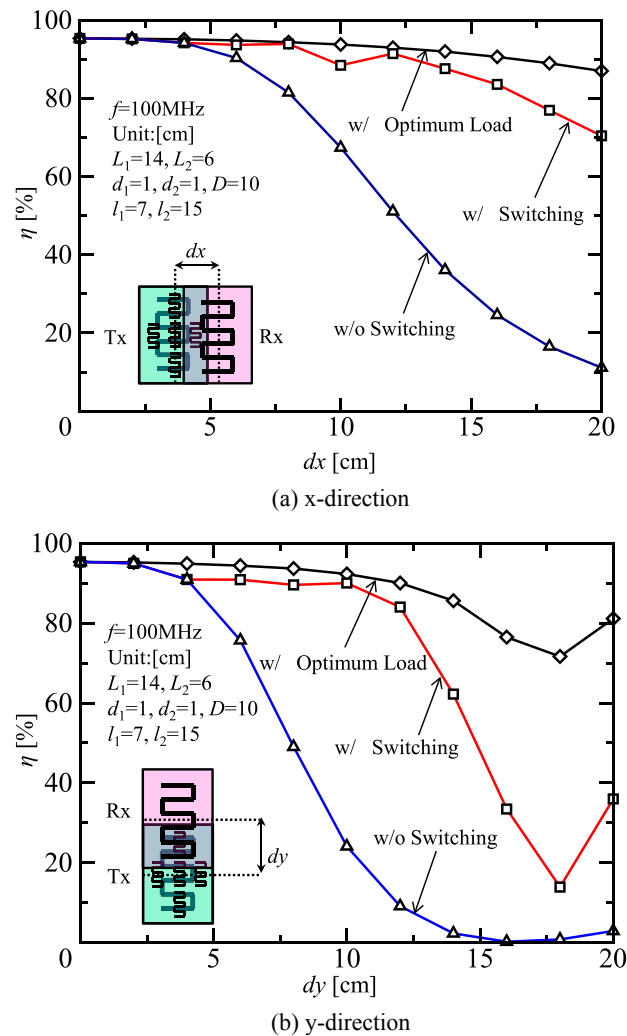 100
80
60
40
20
0
η [%]
f=100MHz
Unit:[cm]
L₁=14, L₂=6
d₁=1, d₂=1, D=10
l₁=7, l₂=15
w/ Optimum Load
w/ Switching
w/o Switching
dx
Tx
Rx
5 10 15 20
dx [cm]
(a) x-direction
100
80
60
40
20
0
η [%]
f=100MHz
Unit:[cm]
L₁=14, L₂=6
d₁=1, d₂=1, D=10
l₁=7, l₂=15
w/ Optimum Load
w/ Switching
w/o Switching
Rx
Tx
dy
5 10 15 20
dy [cm]
(b) y-direction